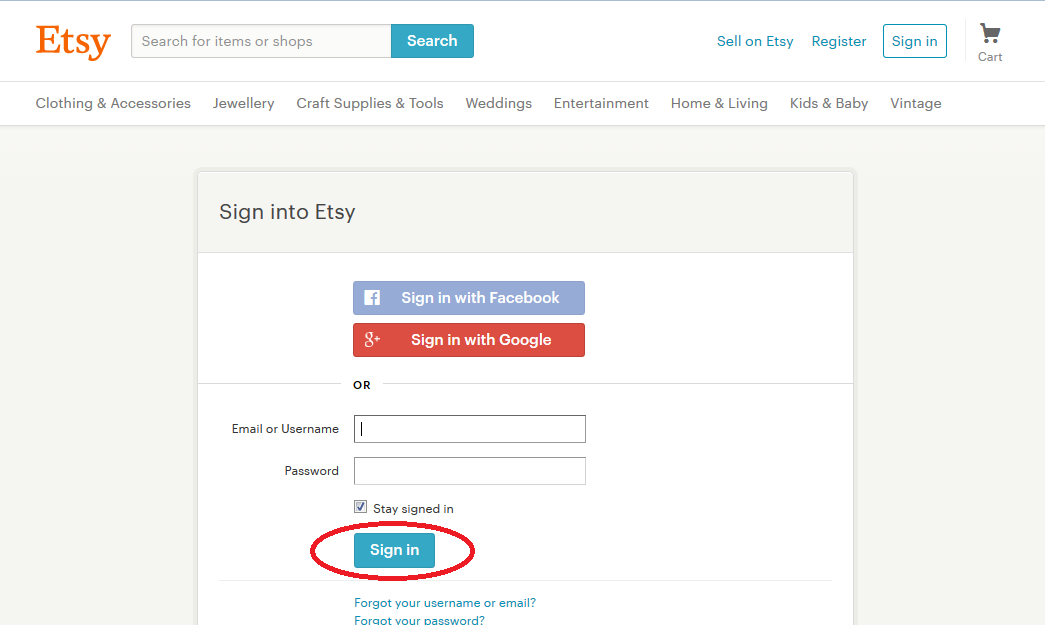 Etsy Search for items or shops Search Sell on Etsy Register Sign in Cart
Clothing & Accessories Jewellery Craft Supplies & Tools Weddings Entertainment Home & Living Kids & Baby Vintage
Sign into Etsy
f Sign in with Facebook
g+ Sign in with Google
OR
Email or Username
Password
Stay signed in
Sign in
Forgot your username or email?
Forgot your password?